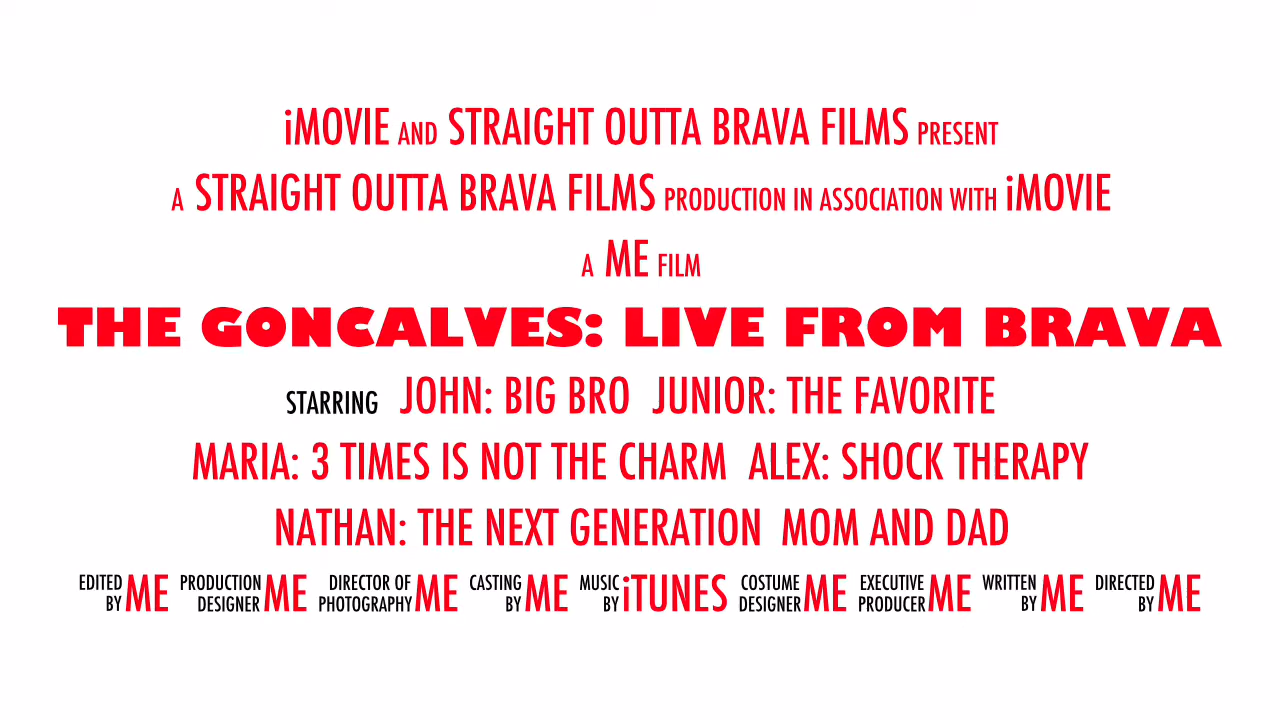 iMOVIE AND STRAIGHT OUTTA BRAVA FILMS PRESENT
A STRAIGHT OUTTA BRAVA FILMS PRODUCTION IN ASSOCIATION WITH iMOVIE
A ME FILM
THE GONCALVES: LIVE FROM BRAVA
STARRING JOHN: BIG BRO JUNIOR: THE FAVORITE
MARIA: 3 TIMES IS NOT THE CHARM ALEX: SHOCK THERAPY
NATHAN: THE NEXT GENERATION MOM AND DAD
EDITED BY ME PRODUCTION DESIGNER ME DIRECTOR OF PHOTOGRAPHY ME CASTING BY ME MUSIC BY iTUNES COSTUME DESIGNER ME EXECUTIVE PRODUCER ME WRITTEN BY ME DIRECTED BY ME